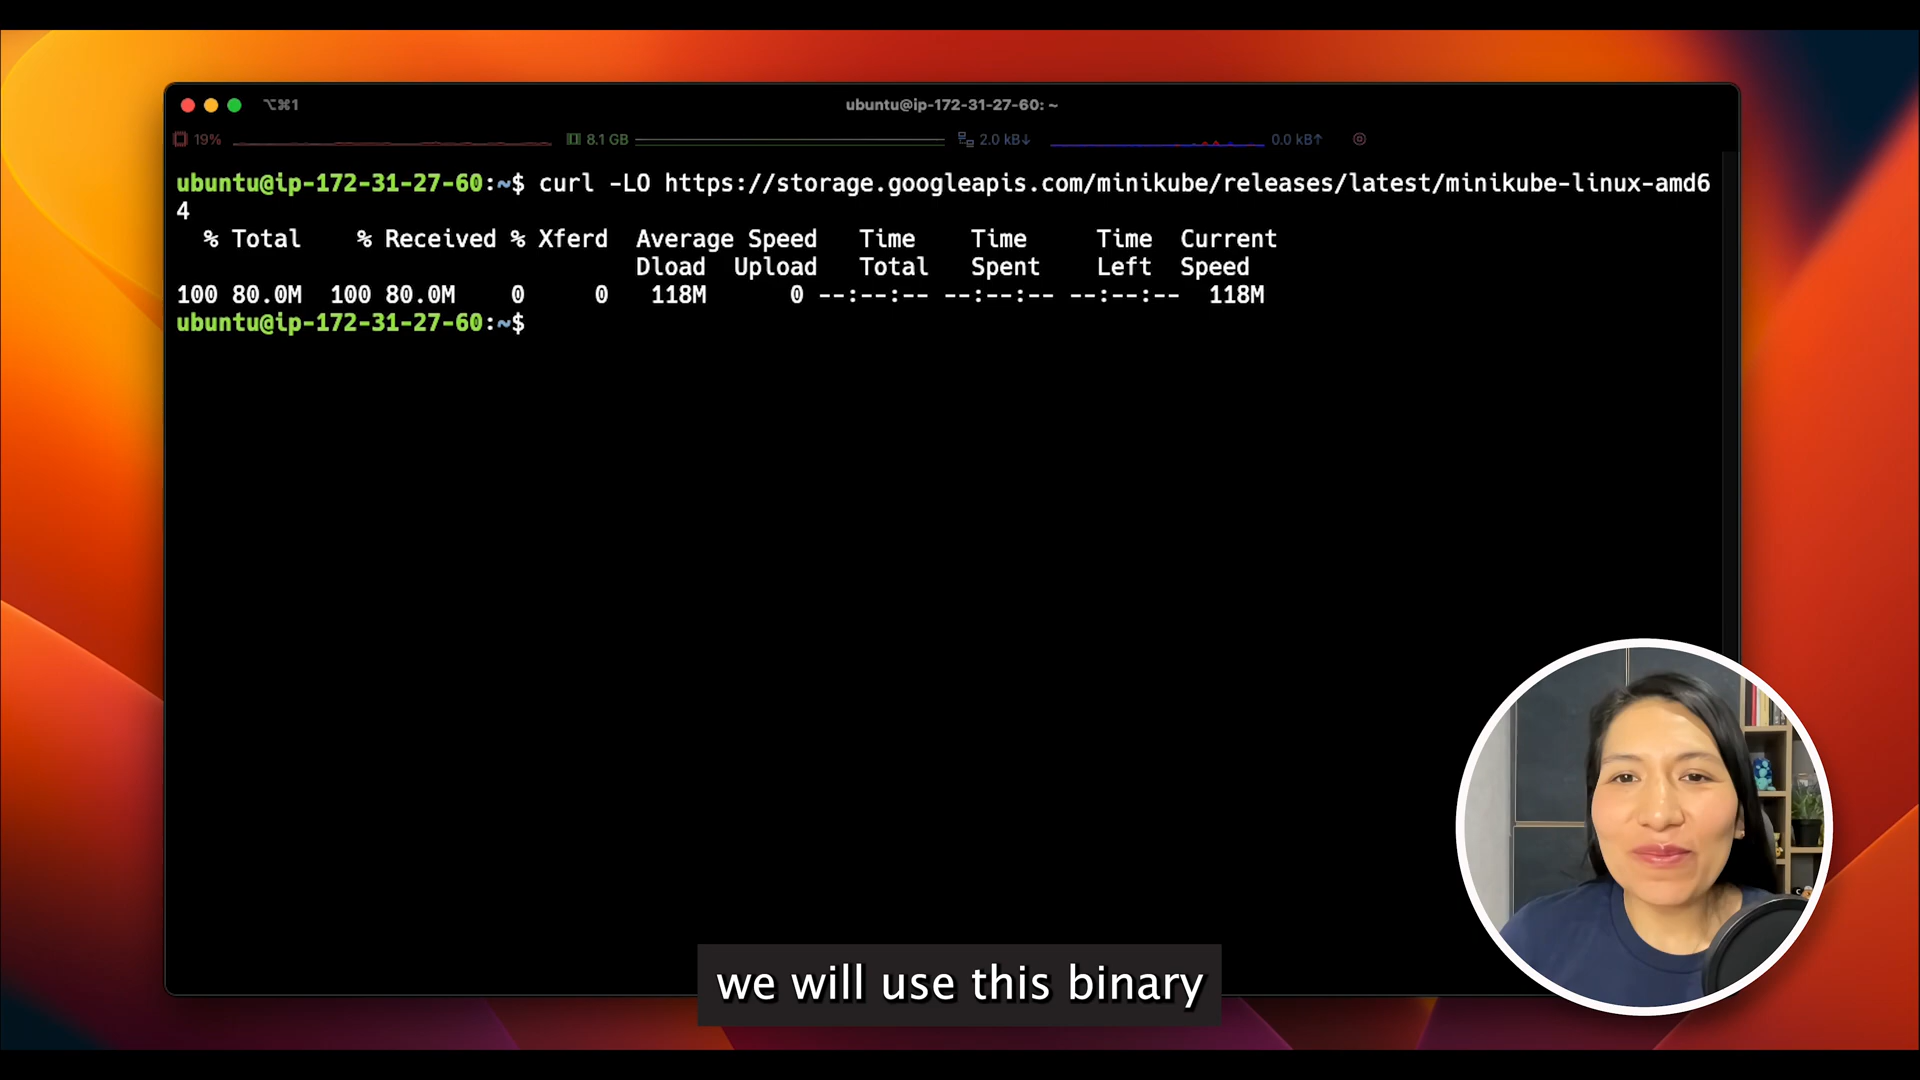 ⌥⌘1
ubuntu@ip-172-31-27-60: ~
19%
8.1 GB
2.0 kB↓
0.0 kB↑
ubuntu@ip-172-31-27-60:~$ curl -LO https://storage.googleapis.com/minikube/releases/latest/minikube-linux-amd6
4
% Total % Received % Xferd Average Speed Time Time Time Current
Dload Upload Total Spent Left Speed
100 80.0M 100 80.0M 0 0 118M 0 --:--:-- --:--:-- --:--:-- 118M
ubuntu@ip-172-31-27-60:~$
we will use this binary